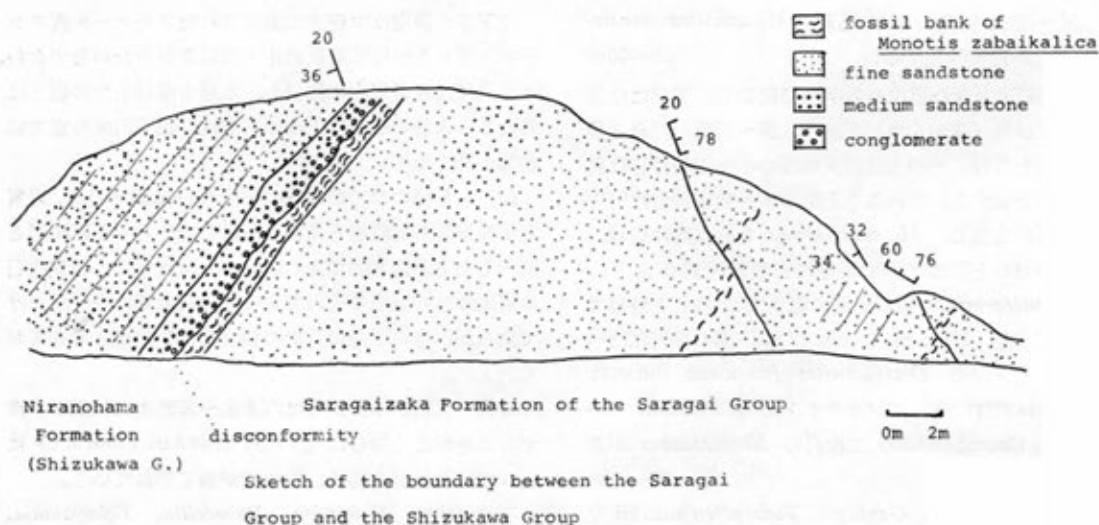 fossil bank of
Monotis zabaikalica
fine sandstone
medium sandstone
conglomerate
20
36
20
78
32
34
60
76
Niranohama
Formation
(Shizukawa G.)
disconformity
Saragaizaka Formation of the Saragai Group
0m 2m
Sketch of the boundary between the Saragai
Group and the Shizukawa Group